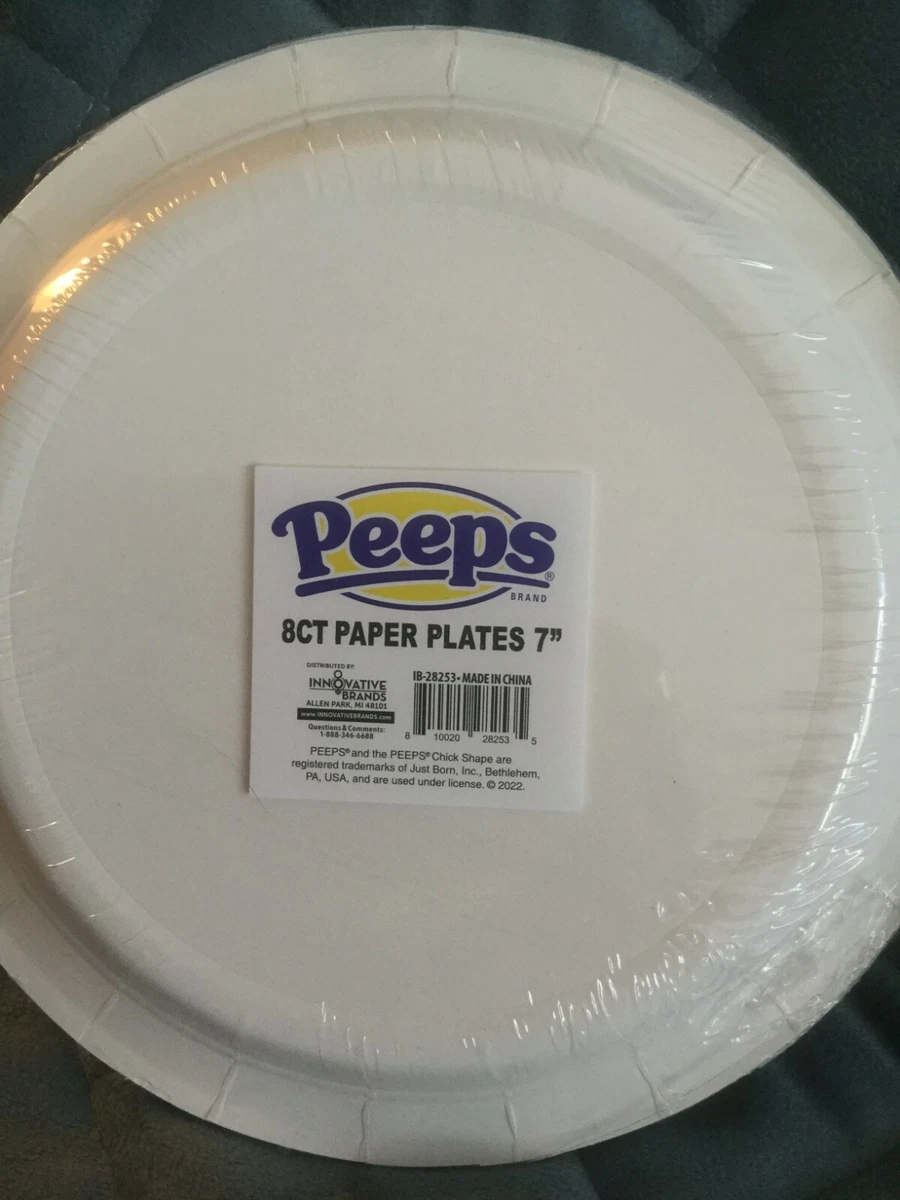 Peeps®
BRAND
8CT PAPER PLATES 7”
DISTRIBUTED BY:
INNOVATIVE
BRANDS
ALLEN PARK, MI 48101
www.INNOVATIVEBRANDS.com
Questions & Comments:
1-888-346-6688
IB-28253• MADE IN CHINA
8 10020 28253 5
PEEPS® and the PEEPS® Chick Shape are
registered trademarks of Just Born, Inc., Bethlehem,
PA, USA, and are used under license. © 2022.